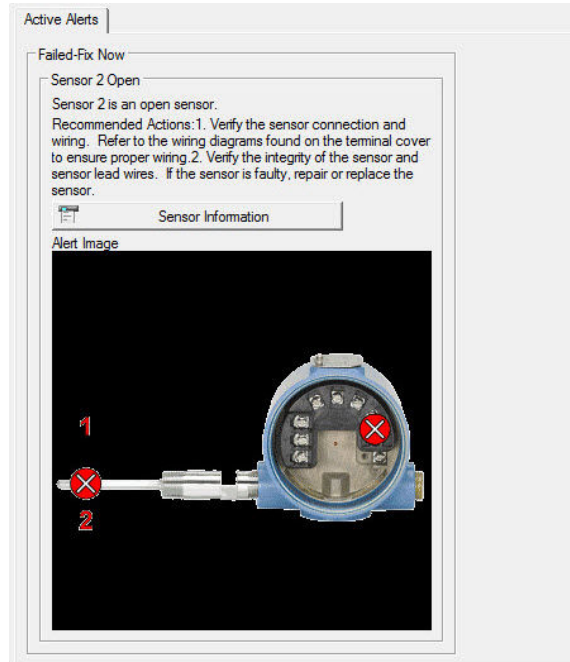 Active Alerts
Failed-Fix Now
Sensor 2 Open
Sensor 2 is an open sensor.
Recommended Actions:1. Verify the sensor connection and
wiring.  Refer to the wiring diagrams found on the terminal cover
to ensure proper wiring.2. Verify the integrity of the sensor and
sensor lead wires.  If the sensor is faulty, repair or replace the
sensor.
Sensor Information
Alert Image
1
2